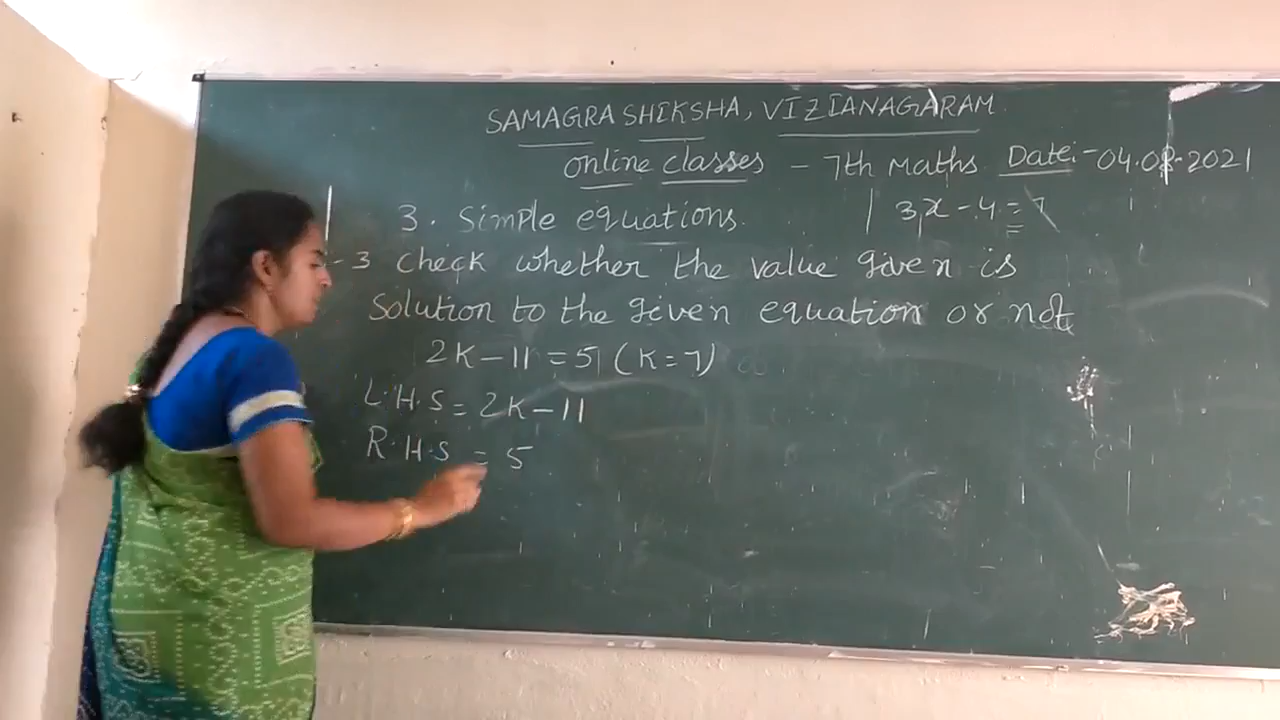 SAMAGRA SHIKSHA, VIZIANAGARAM
online classes - 7th Maths Date:- 04.08.2021
3. Simple equations. 3x-4=7
-3 check whether the value given is
Solution to the given equation or not
2K-11=5 (K=7)
L.H.S=2K-11
R.H.S = 5